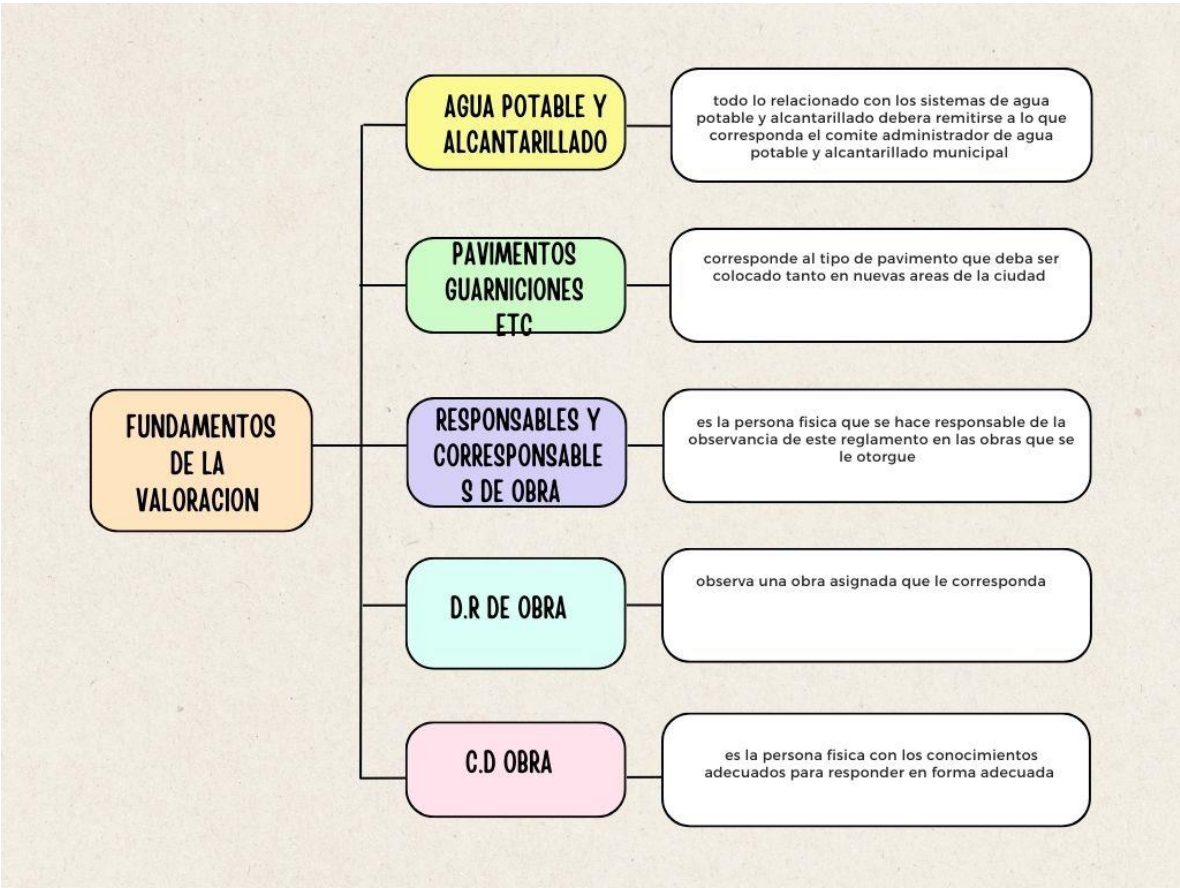 AGUA POTABLE Y
ALCANTARILLADO
todo lo relacionado con los sistemas de agua
potable y alcantarillado debera remitirse a lo que
corresponda el comite administrador de agua
potable y alcantarillado municipal
PAVIMENTOS
GUARNICIONES
ETC
corresponde al tipo de pavimento que deba ser
colocado tanto en nuevas areas de la ciudad
FUNDAMENTOS
DE LA
VALORACION
RESPONSABLES Y
CORRESPONSABLE
S DE OBRA
es la persona fisica que se hace responsable de la
observancia de este reglamento en las obras que se
le otorgue
D.R DE OBRA
observa una obra asignada que le corresponda
C.D OBRA
es la persona fisica con los conocimientos
adecuados para responder en forma adecuada